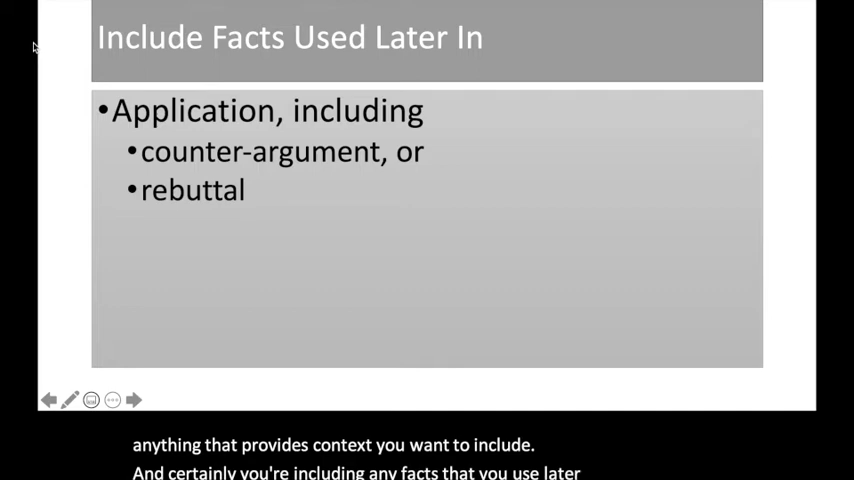 Include Facts Used Later In
•Application, including
•counter-argument, or
•rebuttal
anything that provides context you want to include.
And certainly you're including any facts that you use later